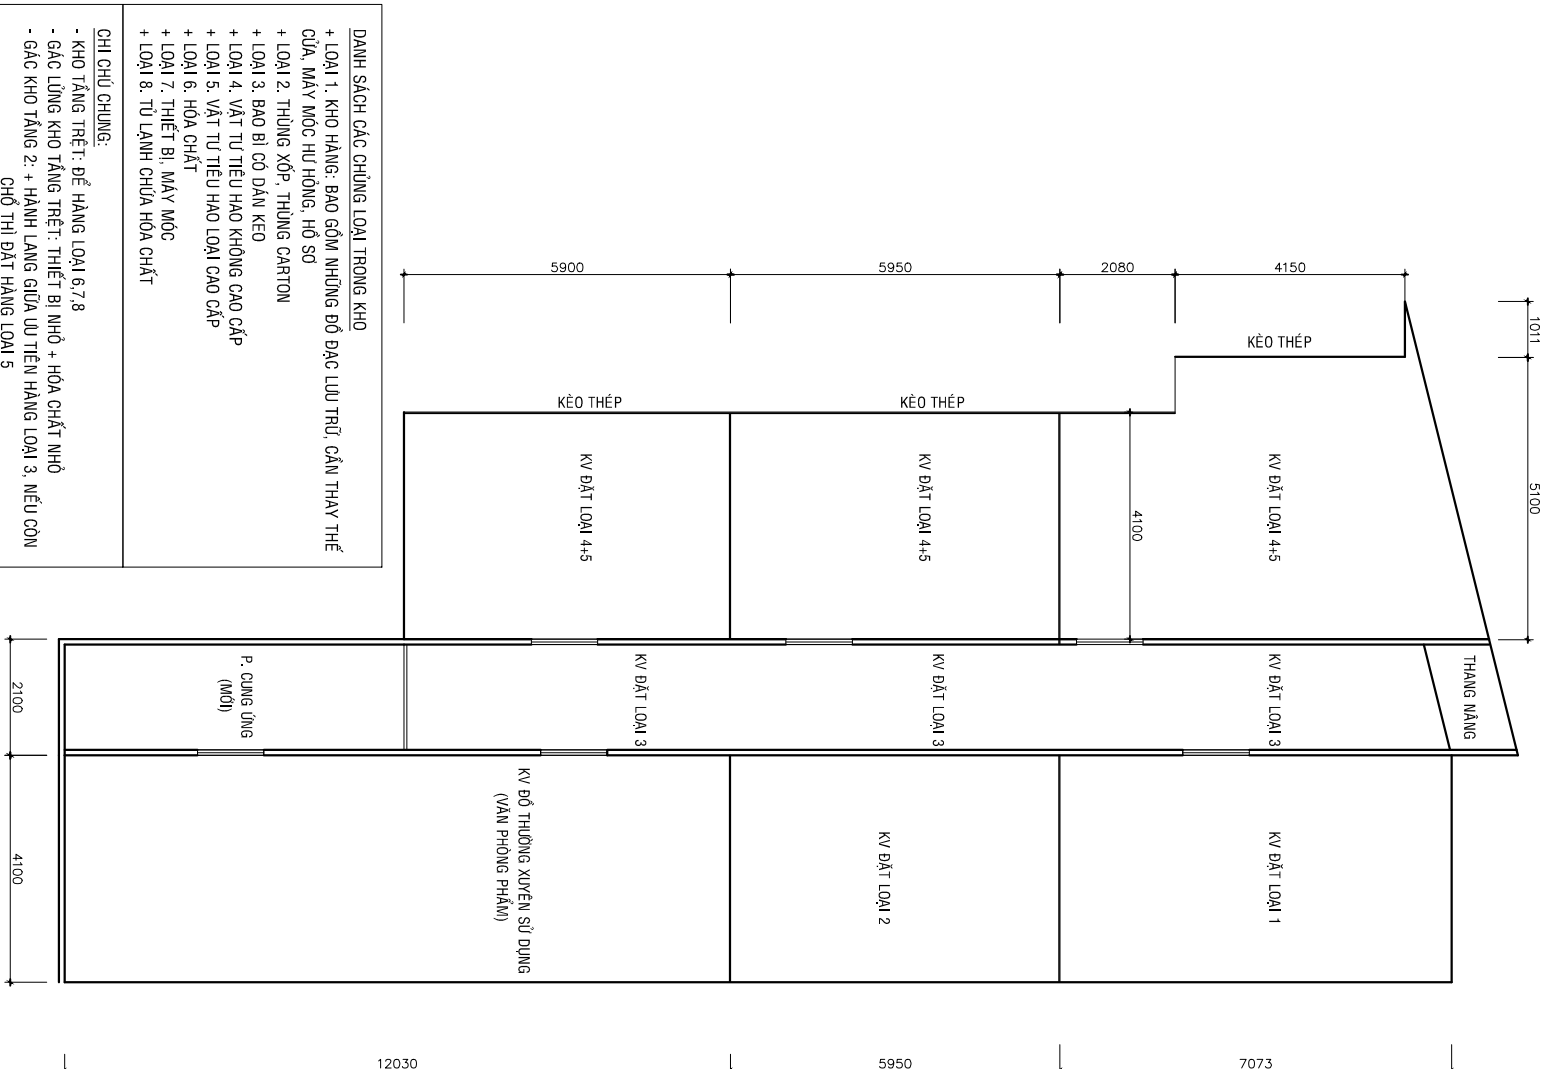 DANH SÁCH CÁC CHỦNG LOẠI TRONG KHO
+ LOẠI 1. KHO HÀNG: BAO GỒM NHỮNG ĐỒ ĐẠC LƯU TRỮ, CẦN THAY THẾ
CỬA, MÁY MÓC HƯ HỎNG, HỒ SƠ
+ LOẠI 2. THÙNG XỐP, THÙNG CARTON
+ LOẠI 3. BAO BÌ CÓ DÁN KEO
+ LOẠI 4. VẬT TƯ TIÊU HAO KHÔNG CAO CẤP
+ LOẠI 5. VẬT TƯ TIÊU HAO LOẠI CAO CẤP
+ LOẠI 6. HÓA CHẤT
+ LOẠI 7. THIẾT BỊ, MÁY MÓC
+ LOẠI 8. TỦ LẠNH CHỨA HÓA CHẤT
CHI CHÚ CHUNG:
- KHO TẦNG TRỆT: ĐỂ HÀNG LOẠI 6,7,8
- GÁC LỬNG KHO TẦNG TRỆT: THIẾT BỊ NHỎ + HÓA CHẤT NHỎ
- GÁC KHO TẦNG 2: + HÀNH LANG GIỮA ƯU TIÊN HÀNG LOẠI 3, NẾU CÒN
CHỖ THÌ ĐẶT HÀNG LOẠI 5
5900
5950
2080
4150
1011
5100
KÈO THÉP
KÈO THÉP
KÈO THÉP
4100
KV ĐẶT LOẠI 4+5
KV ĐẶT LOẠI 4+5
KV ĐẶT LOẠI 4+5
P. CUNG ỨNG
(MỚI)
KV ĐẶT LOẠI 3
KV ĐẶT LOẠI 3
KV ĐẶT LOẠI 3
THANG NÂNG
2100
4100
KV ĐỒ THƯỜNG XUYÊN SỬ DỤNG
(VĂN PHÒNG PHẨM)
KV ĐẶT LOẠI 2
KV ĐẶT LOẠI 1
12030
5950
7073